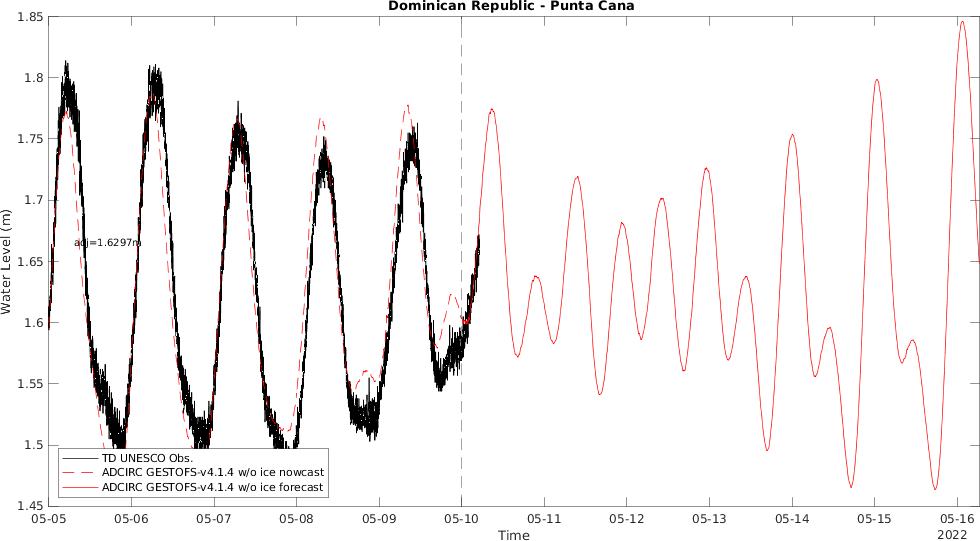 Dominican Republic - Punta Cana
Water Level (m)
1.85
1.8
1.75
1.7
1.65
1.6
1.55
1.5
1.45
adj=1.6297m
TD UNESCO Obs.
ADCIRC GESTOFS-v4.1.4 w/o ice nowcast
ADCIRC GESTOFS-v4.1.4 w/o ice forecast
05-05 05-06 05-07 05-08 05-09 05-10 05-11 05-12 05-13 05-14 05-15 05-16
Time
2022